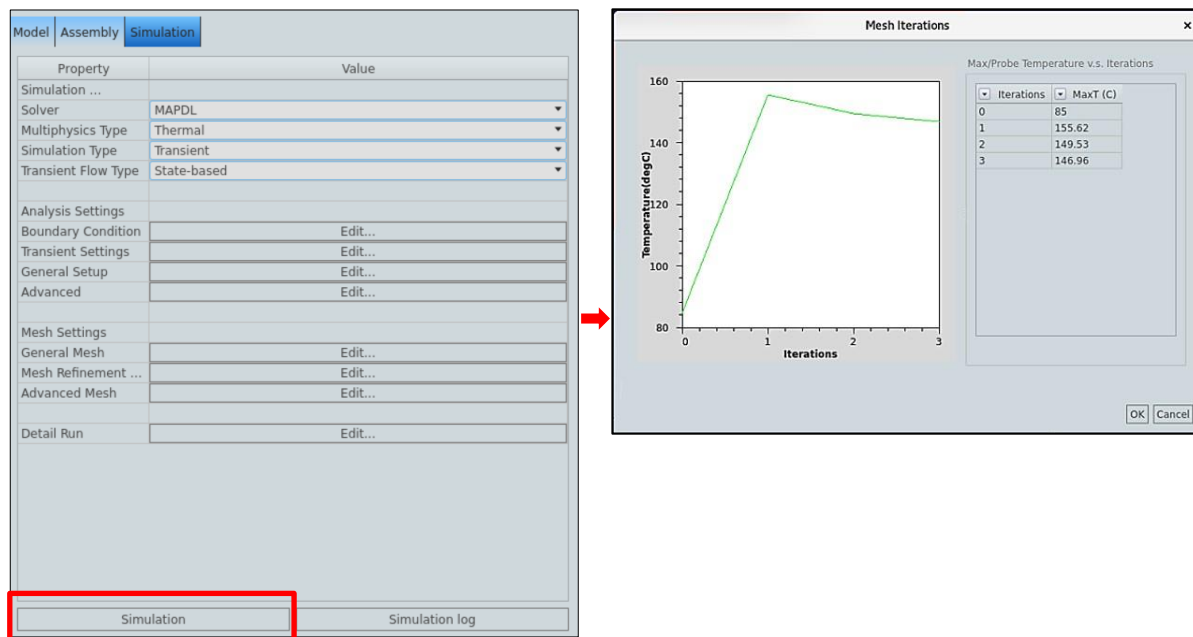 Model Assembly Simulation
Property Value
Simulation ...
Solver MAPDL
Multiphysics Type Thermal
Simulation Type Transient
Transient Flow Type State-based
Analysis Settings
Boundary Condition Edit...
Transient Settings Edit...
General Setup Edit...
Advanced Edit...
Mesh Settings
General Mesh Edit...
Mesh Refinement ... Edit...
Advanced Mesh Edit...
Detail Run Edit...
Simulation Simulation log
Mesh Iterations ×
Temperature(degC)
160
140
120
100
80
0 1 2 3
Iterations
Max/Probe Temperature v.s. Iterations
Iterations MaxT (C)
0 85
1 155.62
2 149.53
3 146.96
OK Cancel